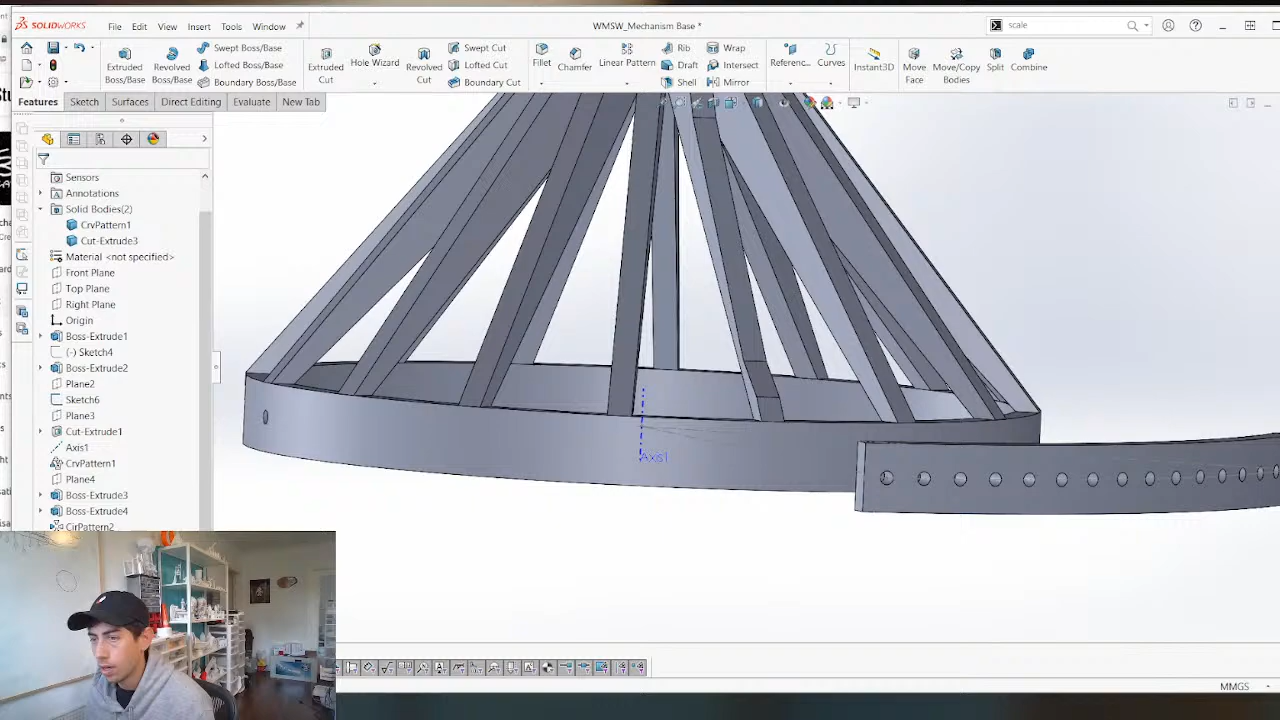 SOLIDWORKS File Edit View Insert Tools Window WMSW_Mechanism Base * scale
Extruded Boss/Base Revolved Boss/Base Swept Boss/Base Lofted Boss/Base Boundary Boss/Base Extruded Cut Hole Wizard Revolved Cut Swept Cut Lofted Cut Boundary Cut Fillet Chamfer Linear Pattern Rib Draft Shell Wrap Intersect Mirror Referenc... Curves Instant3D Move Face Move/Copy Bodies Split Combine
Features Sketch Surfaces Direct Editing Evaluate New Tab
Sensors
Annotations
Solid Bodies(2)
CrvPattern1
Cut-Extrude3
Material <not specified>
Front Plane
Top Plane
Right Plane
Origin
Boss-Extrude1
(-) Sketch4
Boss-Extrude2
Plane2
Sketch6
Plane3
Cut-Extrude1
Axis1
CrvPattern1
Plane4
Boss-Extrude3
Boss-Extrude4
CirPattern2
Axis1
MMGS